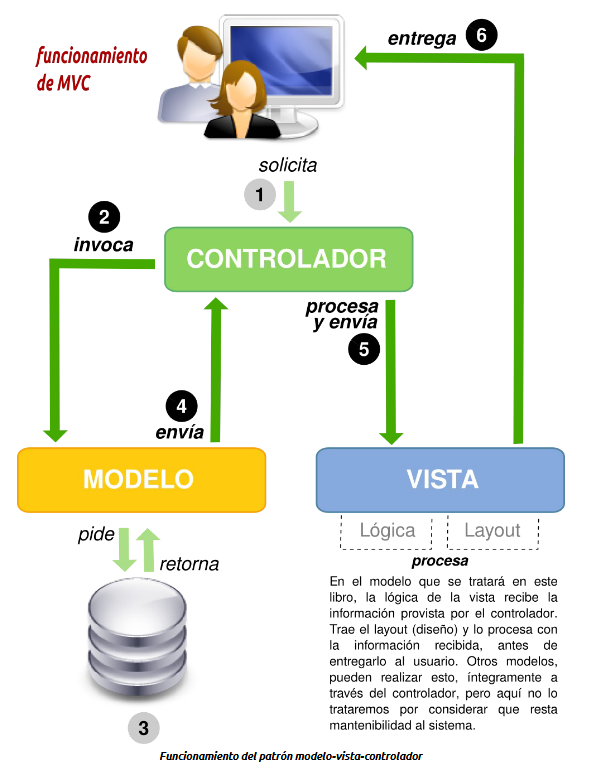 funcionamiento
de MVC
entrega 6
solicita
1
2
invoca
CONTROLADOR
procesa
y envía
5
4
envía
MODELO
VISTA
Lógica
Layout
pide
retorna
procesa
En el modelo que se tratará en este
libro, la lógica de la vista recibe la
información provista por el controlador.
Trae el layout (diseño) y lo procesa con
la información recibida, antes de
entregarlo al usuario. Otros modelos,
pueden realizar esto, íntegramente a
través del controlador, pero aquí no lo
trataremos por considerar que resta
mantenibilidad al sistema.
3
Funcionamiento del patrón modelo-vista-controlador